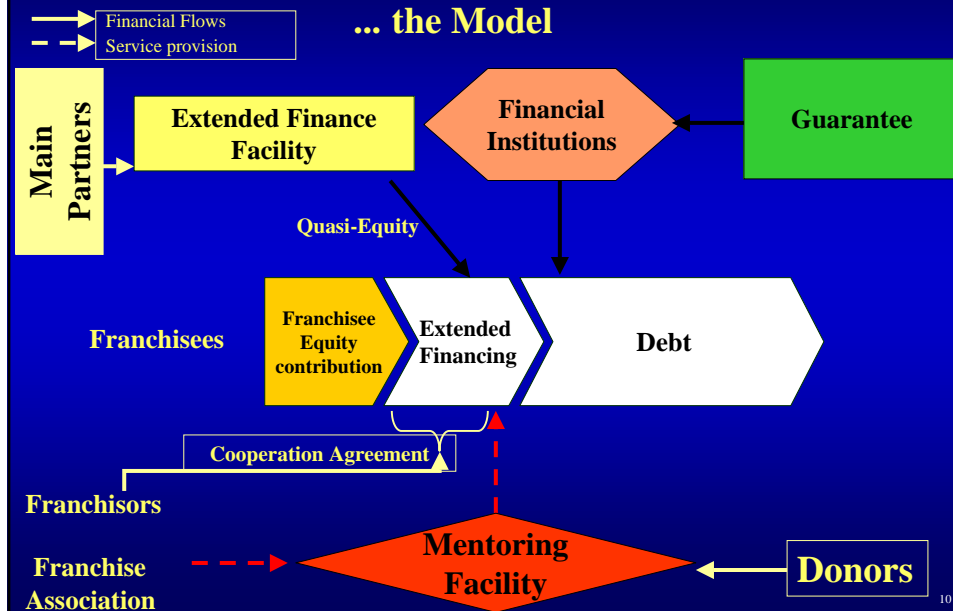 ... the Model
Financial Flows
Service provision
Main
Partners
Extended Finance
Facility
Financial
Institutions
Guarantee
Quasi-Equity
Franchisees
Franchisee
Equity
contribution
Extended
Financing
Debt
Cooperation Agreement
Franchisors
Mentoring
Facility
Franchise
Association
Donors
10